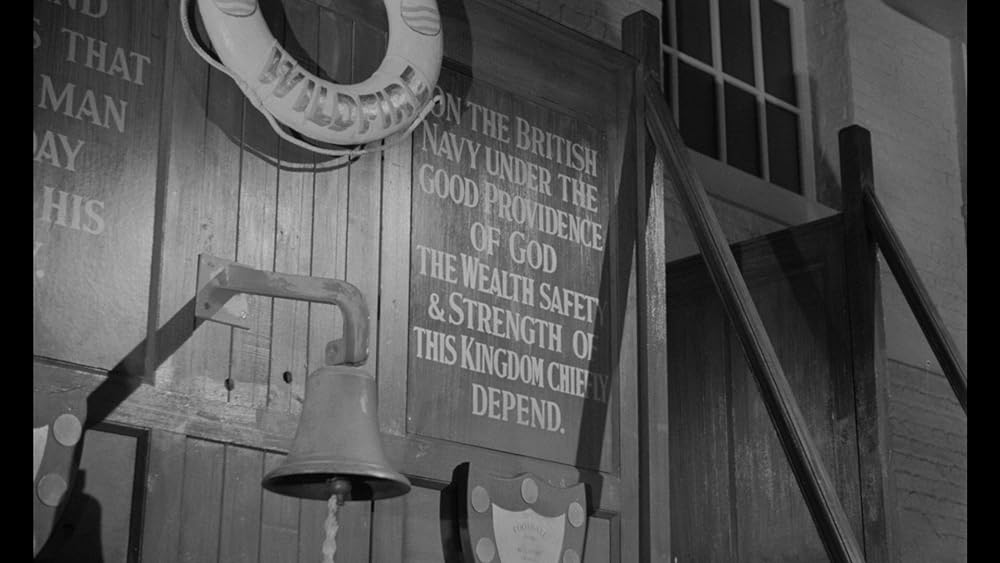 THAT
MAN
HIS
WILDFIRE
ON THE BRITISH
NAVY UNDER THE
GOOD PROVIDENCE
OF GOD
THE WEALTH SAFETY
& STRENGTH OF
THIS KINGDOM CHIEFLY
DEPEND.
FOOTBALL